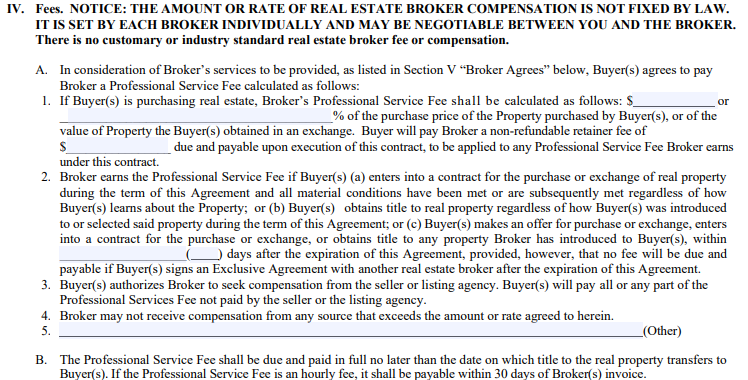 IV. Fees. NOTICE: THE AMOUNT OR RATE OF REAL ESTATE BROKER COMPENSATION IS NOT FIXED BY LAW.
IT IS SET BY EACH BROKER INDIVIDUALLY AND MAY BE NEGOTIABLE BETWEEN YOU AND THE BROKER.
There is no customary or industry standard real estate broker fee or compensation.
A. In consideration of Broker's services to be provided, as listed in Section V “Broker Agrees” below, Buyer(s) agrees to pay
Broker a Professional Service Fee calculated as follows:
1. If Buyer(s) is purchasing real estate, Broker's Professional Service Fee shall be calculated as follows: $____________ or
________________________________________% of the purchase price of the Property purchased by Buyer(s), or of the
value of Property the Buyer(s) obtained in an exchange. Buyer will pay Broker a non-refundable retainer fee of
$________________ due and payable upon execution of this contract, to be applied to any Professional Service Fee Broker earns
under this contract.
2. Broker earns the Professional Service Fee if Buyer(s) (a) enters into a contract for the purchase or exchange of real property
during the term of this Agreement and all material conditions have been met or are subsequently met regardless of how
Buyer(s) learns about the Property; or (b) Buyer(s) obtains title to real property regardless of how Buyer(s) was introduced
to or selected said property during the term of this Agreement; or (c) Buyer(s) makes an offer for purchase or exchange, enters
into a contract for the purchase or exchange, or obtains title to any property Broker has introduced to Buyer(s), within
___________________(____) days after the expiration of this Agreement, provided, however, that no fee will be due and
payable if Buyer(s) signs an Exclusive Agreement with another real estate broker after the expiration of this Agreement.
3. Buyer(s) authorizes Broker to seek compensation from the seller or listing agency. Buyer(s) will pay all or any part of the
Professional Services Fee not paid by the seller or the listing agency.
4. Broker may not receive compensation from any source that exceeds the amount or rate agreed to herein.
5. ______________________________________________________________________________(Other)
B. The Professional Service Fee shall be due and paid in full no later than the date on which title to the real property transfers to
Buyer(s). If the Professional Service Fee is an hourly fee, it shall be payable within 30 days of Broker(s) invoice.